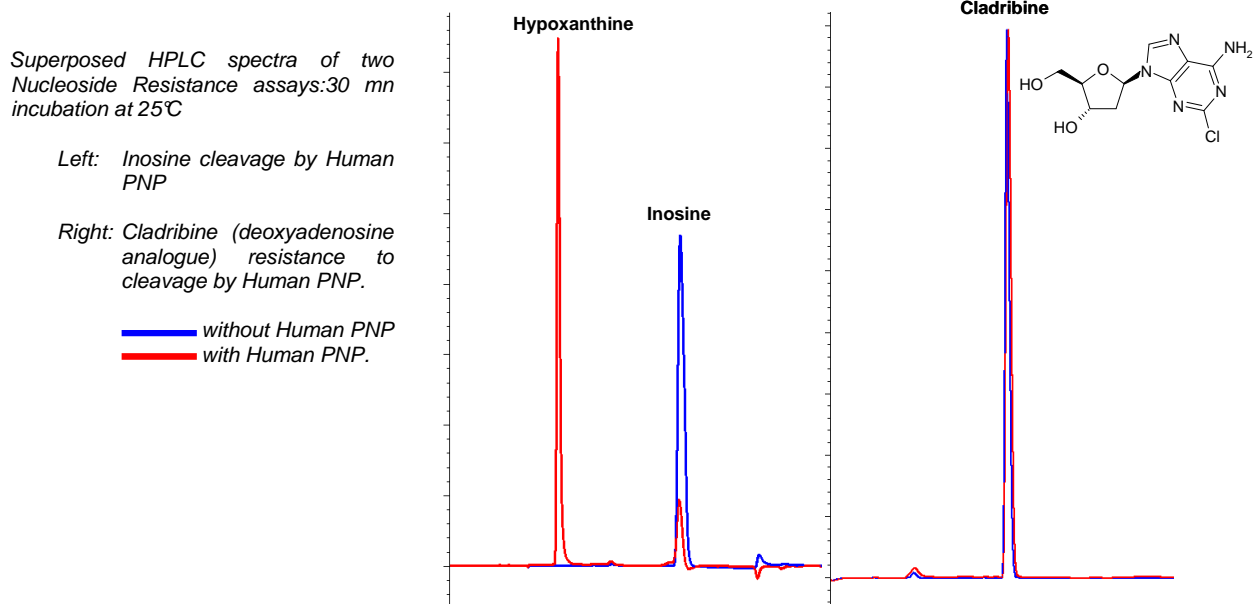 Superposed HPLC spectra of two
Nucleoside Resistance assays:30 mn
incubation at 25℃
Left: Inosine cleavage by Human
PNP
Right: Cladribine (deoxyadenosine
analogue) resistance to
cleavage by Human PNP.
without Human PNP
with Human PNP.
Hypoxanthine
Inosine
Cladribine
N
NH2
O
N
N
HO
N
HO
Cl